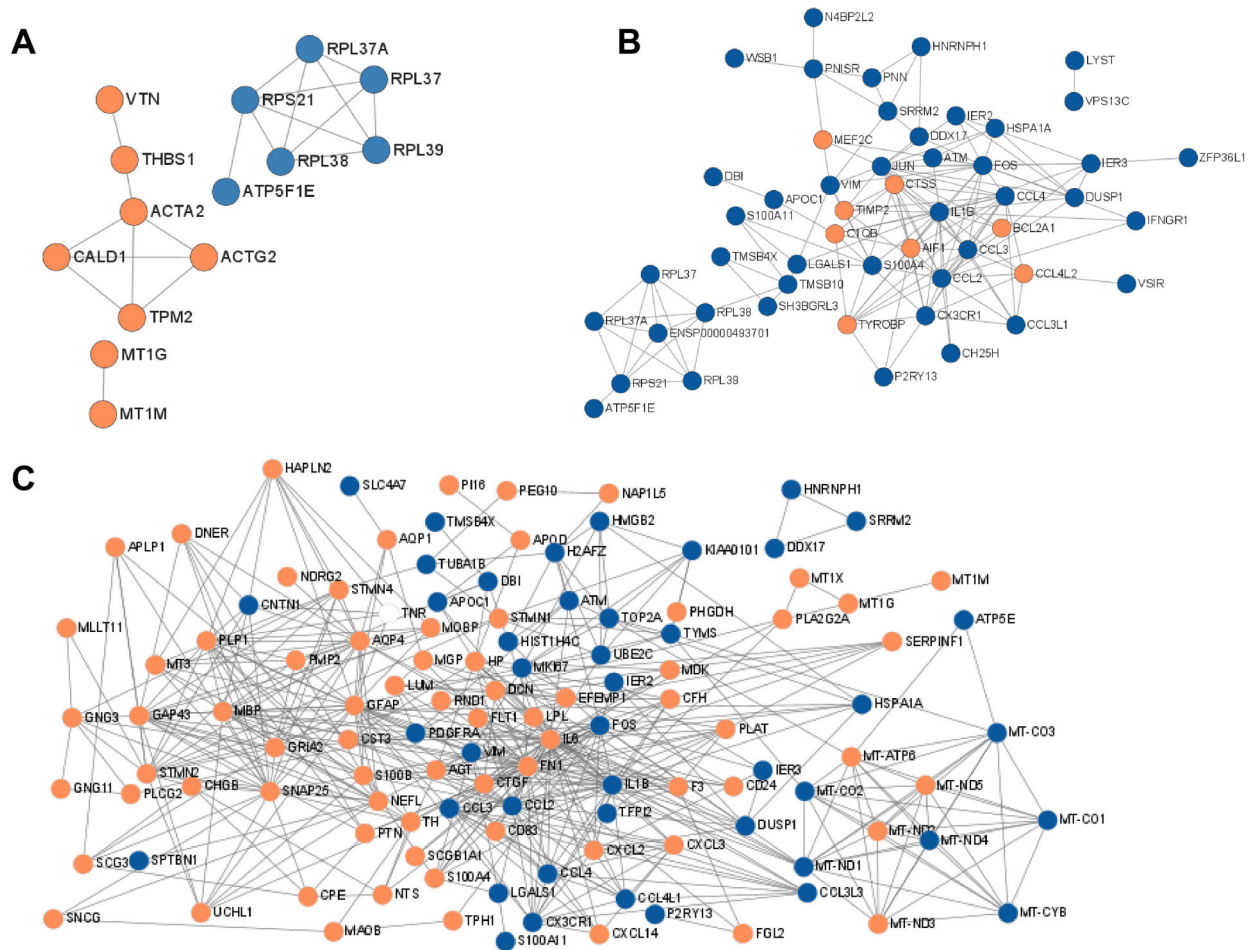 A
RPL37A
RPL37
VTN
RPS21
THBS1
RPL39
RPL38
ATP5F1E
ACTA2
CALD1
ACTG2
TPM2
MT1G
MT1M
B
N4BP2L2
HNRNPH1
WSB1
PNISR
PNN
LYST
VPS13C
SRRM2
IER2
DDX17
HSPA1A
MEF2C
ATM
ZFP36L1
JUN
FOS
IER3
DBI
VIM
CTSS
APOC1
CCL4
DUSP1
TIMP2
IL1B
S100A11
IFNGR1
C1QB
BCL2A1
AIF1
CCL3
TMSB4X
LGALS1
S100A4
RPL37
CCL2
CCL4L2
TMSB10
VSIR
SH3BGRL3
RPL38
CX3CR1
RPL37A
TYROBP
CCL3L1
ENSP00000493701
CH25H
RPS21
RPL39
P2RY13
ATP5F1E
C
HAPLN2
SLC4A7
PI16
PEG10
NAP1L5
HNRNPH1
TMSB4X
HMGB2
SRRM2
DNER
APLP1
AQP1
APOD
H2AFZ
KIAA0101
DDX17
TUBA1B
NDRG2
DBI
MT1X
MT1M
STMN4
CNTN1
APOC1
ATM
MT1G
TNR
STMN1
TOP2A
PHGDH
PLA2G2A
ATP5E
MLLT11
MOBP
PLP1
AQP4
HIST1H4C
TYMS
SERPINF1
UBE2C
MT3
PMP2
MGP
HP
MKI67
MDK
LUM
IER2
DCN
RND1
EFEMP1
CFH
GFAP
HSPA1A
GNG3
GAP43
MBP
FLT1
LPL
FOS
PDGFRA
PLAT
MT-CO3
CST3
IL6
GRIA2
VIM
MT-ATP6
FN1
AGT
IER3
STMN2
S100B
CTGF
IL1B
F3
CD24
MT-ND5
GNG11
PLCG2
CHGB
SNAP25
MT-CO2
NEFL
CCL3
CCL2
TFPI2
TH
MT-CO1
DUSP1
PTN
CD83
MT-ND4
CXCL2
CXCL3
SCG3
SPTBN1
SCGB1A1
MT-ND1
CCL4
S100A4
CPE
NTS
LGALS1
CCL4L1
CCL3L3
SNCG
UCHL1
P2RY13
MT-CYB
TPH1
CX3CR1
MT-ND3
MAOB
CXCL14
FGL2
S100A11